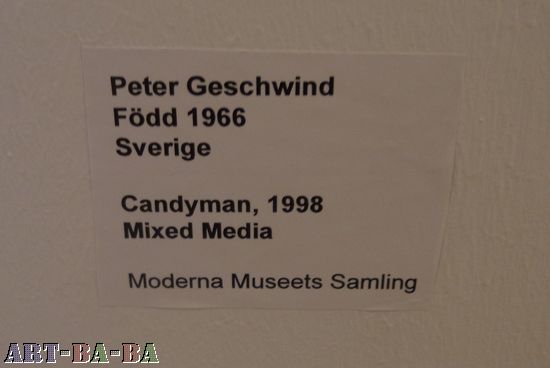 Peter Geschwind
Född 1966
Sverige
Candyman, 1998
Mixed Media
Moderna Museets Samling
ART-BA-BA